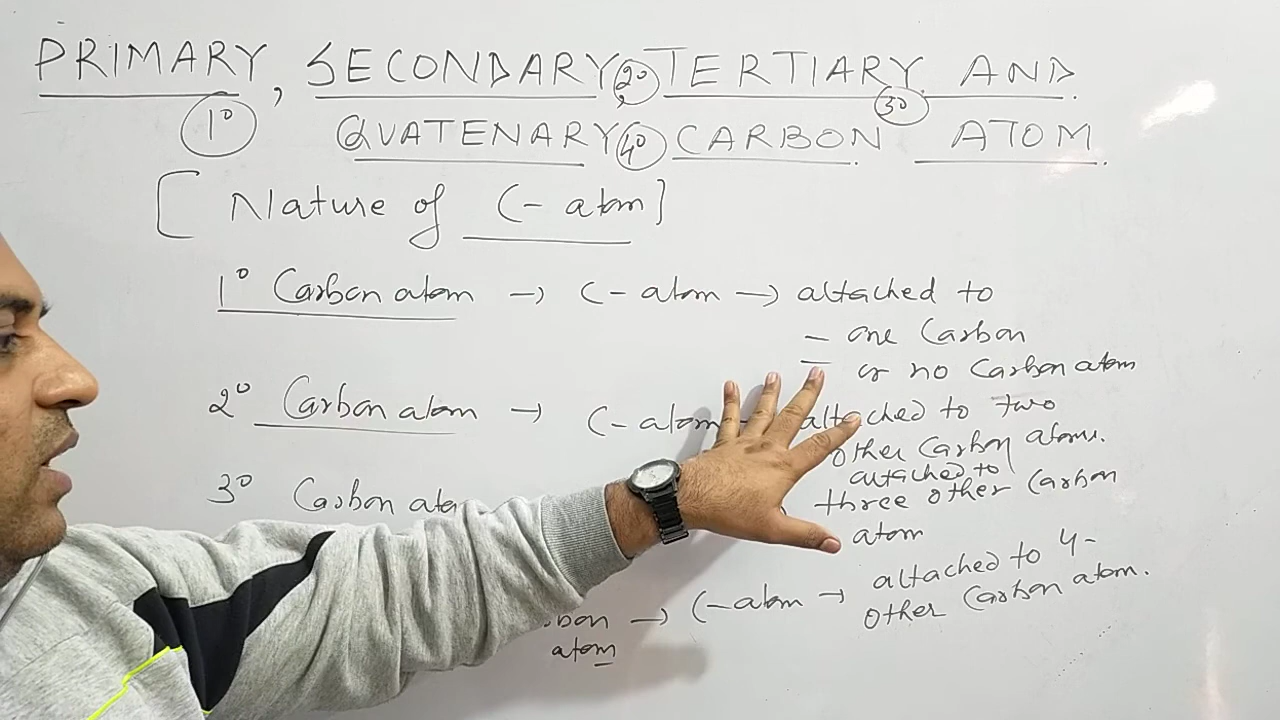 PRIMARY, SECONDARY, 2° TERTIARY AND
1° QUATENARY 4° CARBON 3° ATOM
[Nature of C-atom]
1° Carbon atom → C-atom → attached to
- one Carbon
= or no Carbon atom
2° Carbon atom → C-atom attached to two
other Carbon atoms.
attached to
3° Carbon three other Carbon
atom
attached to 4-
→ C-atom → other Carbon atom.
atom